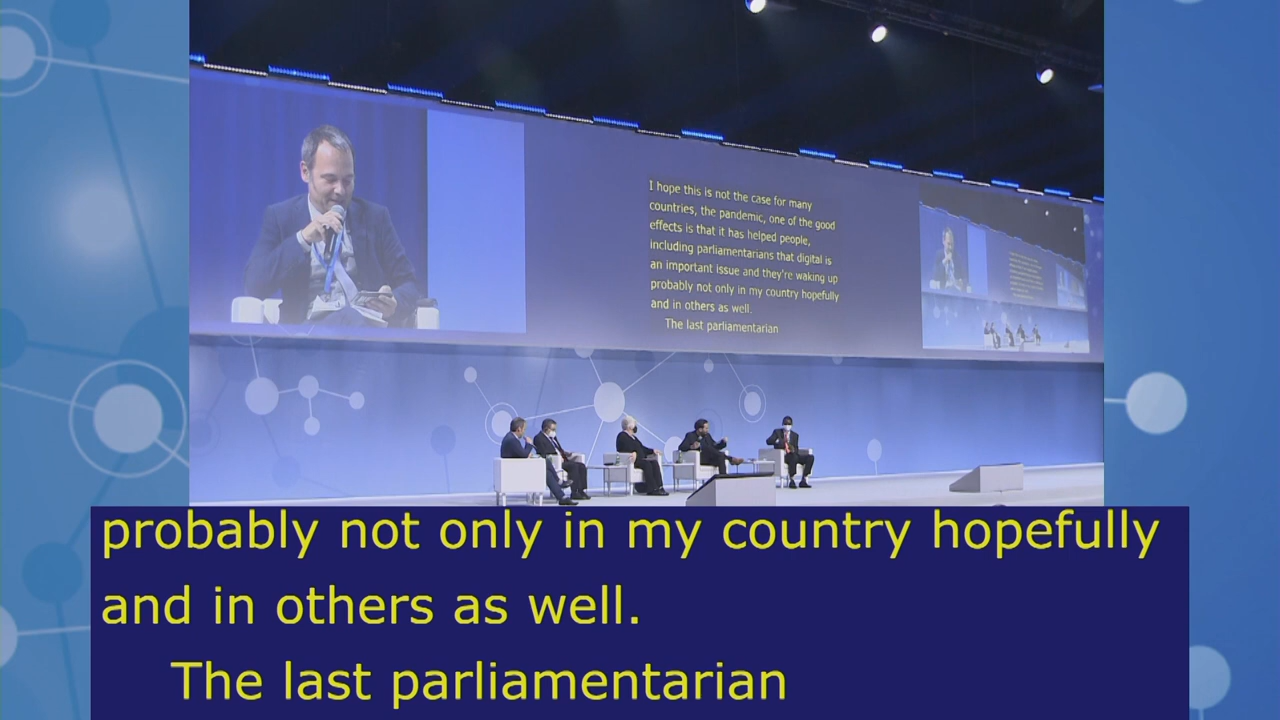 I hope this is not the case for many
countries, the pandemic, one of the good
effects is that it has helped people,
including parliamentarians that digital is
an important issue and they're waking up
probably not only in my country hopefully
and in others as well.
The last parliamentarian
probably not only in my country hopefully
and in others as well.
The last parliamentarian